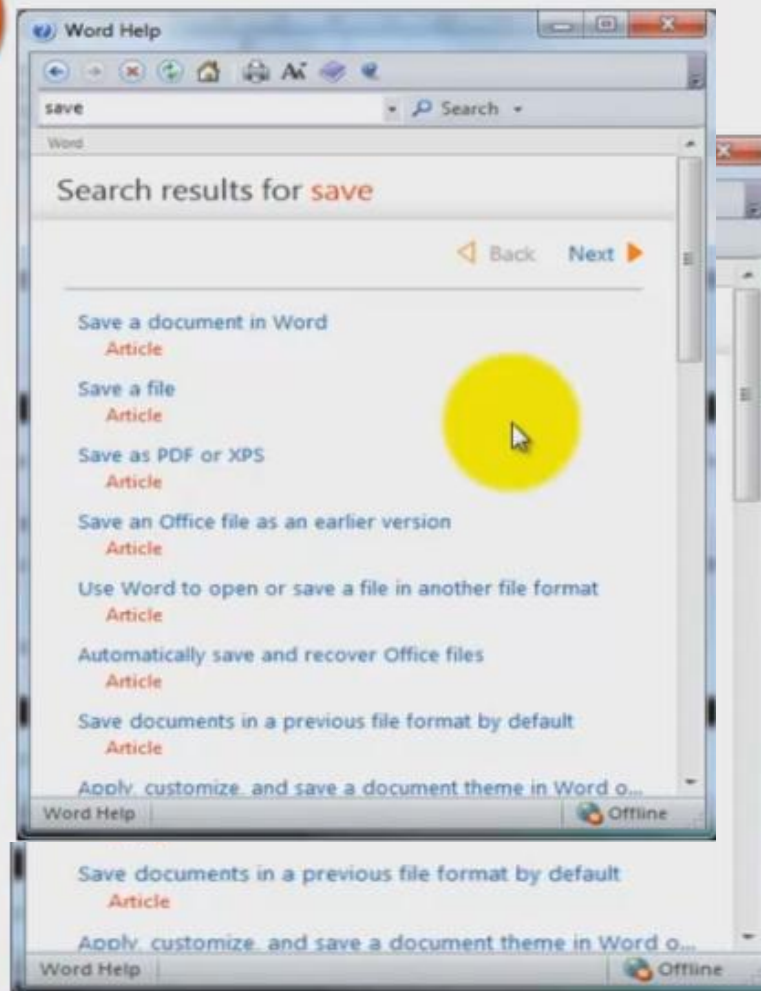 Word Help
save
Search
Word
Search results for save
Back Next
Save a document in Word
Article
Save a file
Article
Save as PDF or XPS
Article
Save an Office file as an earlier version
Article
Use Word to open or save a file in another file format
Article
Automatically save and recover Office files
Article
Save documents in a previous file format by default
Article
Apply, customize, and save a document theme in Word o...
Word Help Offline
Save documents in a previous file format by default
Article
Apply, customize, and save a document theme in Word o...
Word Help Offline